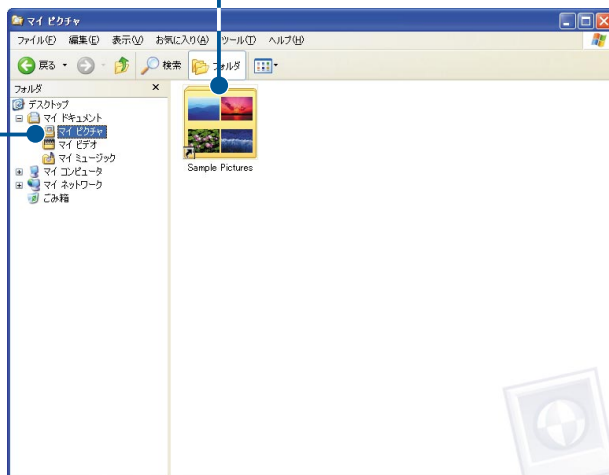 マイ ピクチャ
ファイル(F) 編集(E) 表示(V) お気に入り(A) ツール(T) ヘルプ(H)
戻る 検索 フォルダ
フォルダ ×
デスクトップ
マイ ドキュメント
マイ ピクチャ
マイ ビデオ
マイ ミュージック
マイ コンピュータ
マイ ネットワーク
ごみ箱
Sample Pictures